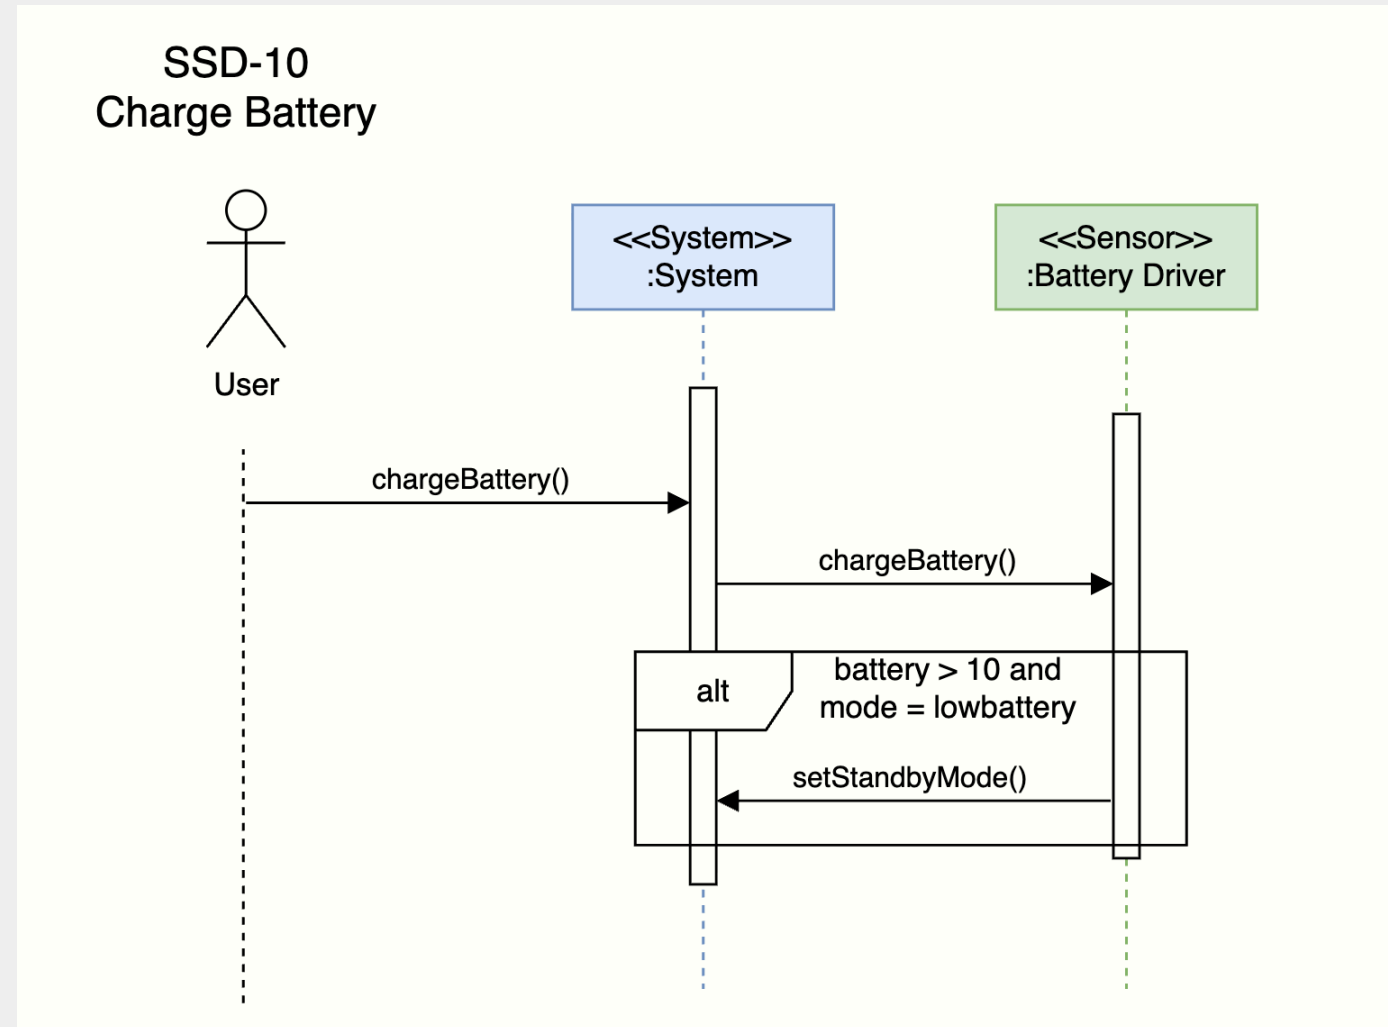 SSD-10
Charge Battery
<<System>>
:System
<<Sensor>>
:Battery Driver
User
chargeBattery()
chargeBattery()
alt
battery > 10 and
mode = lowbattery
setStandbyMode()